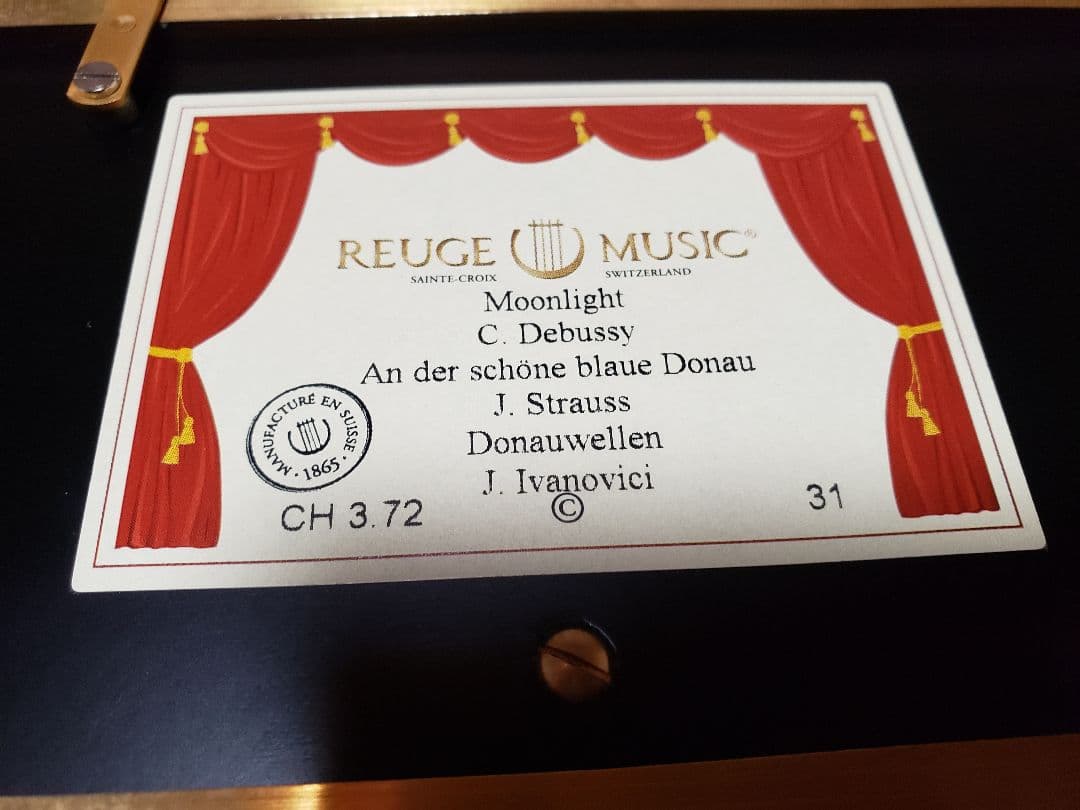 REUGE MUSIC®
SAINTE-CROIX SWITZERLAND
Moonlight
C. Debussy
An der schöne blaue Donau
J. Strauss
Donauwellen
J. Ivanovici
©
MANUFACTURÉ EN SUISSE · 1865 ·
CH 3.72
31